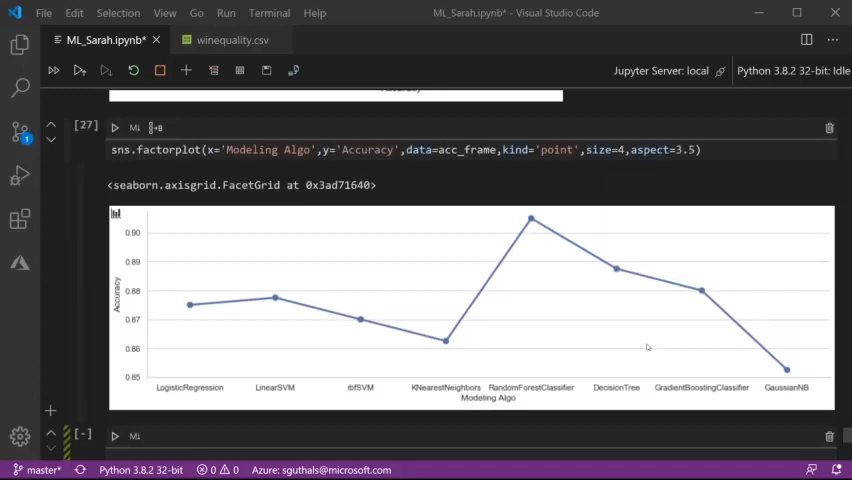 File Edit Selection View Go Run Terminal Help
ML_Sarah.ipynb* - Visual Studio Code
ML_Sarah.ipynb*
winequality.csv
Jupyter Server: local
Python 3.8.2 32-bit: Idle
[27]
M↓
sns.factorplot(x='Modeling Algo',y='Accuracy',data=acc_frame,kind='point',size=4,aspect=3.5)
<seaborn.axisgrid.FacetGrid at 0x3ad71640>
0.90
0.89
0.88
0.87
0.86
0.85
Accuracy
LogisticRegression LinearSVM rbfSVM KNearestNeighbors RandomForestClassifier DecisionTree GradientBoostingClassifier GaussianNB
Modeling Algo
[-]
M↓
1
master* Python 3.8.2 32-bit 0 0 Azure: sguthals@microsoft.com